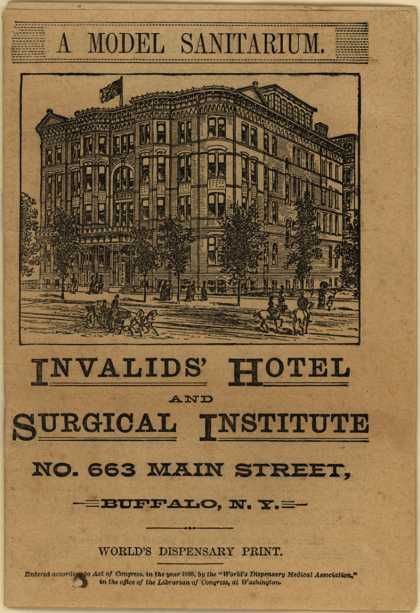 A MODEL SANITARIUM.
INVALIDS' HOTEL
AND
SURGICAL INSTITUTE
NO. 663 MAIN STREET,
BUFFALO, N. Y.
WORLD'S DISPENSARY PRINT.
Entered according to Act of Congress, in the year by the "World's Dispensary Medical Association,"
in the office of the Librarian of Congress, at Washington.